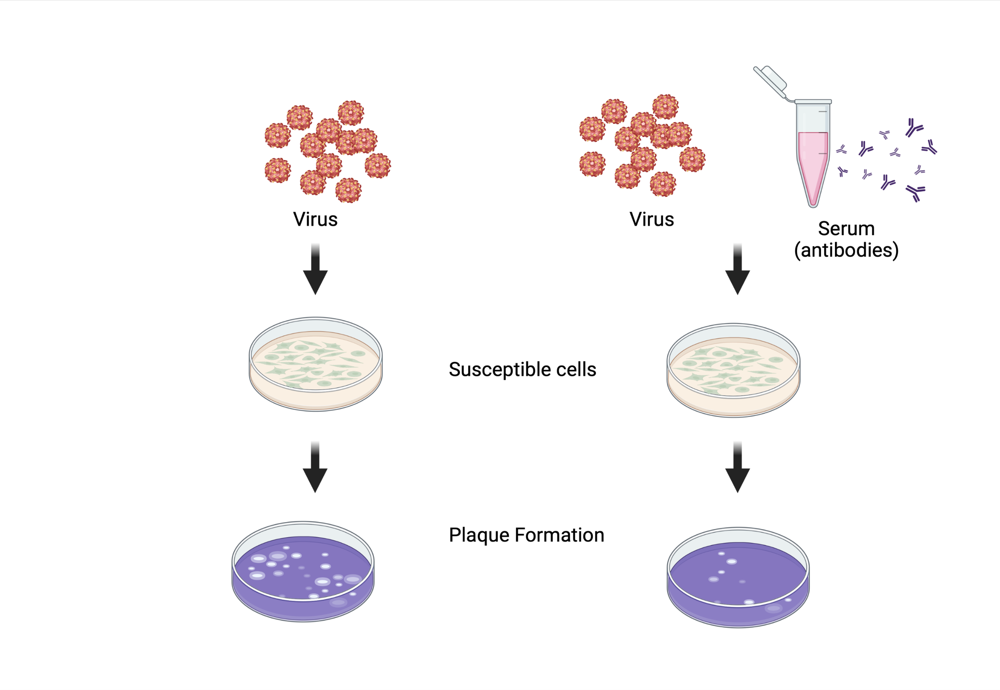 Virus
Virus
Serum
(antibodies)
Susceptible cells
Plaque Formation